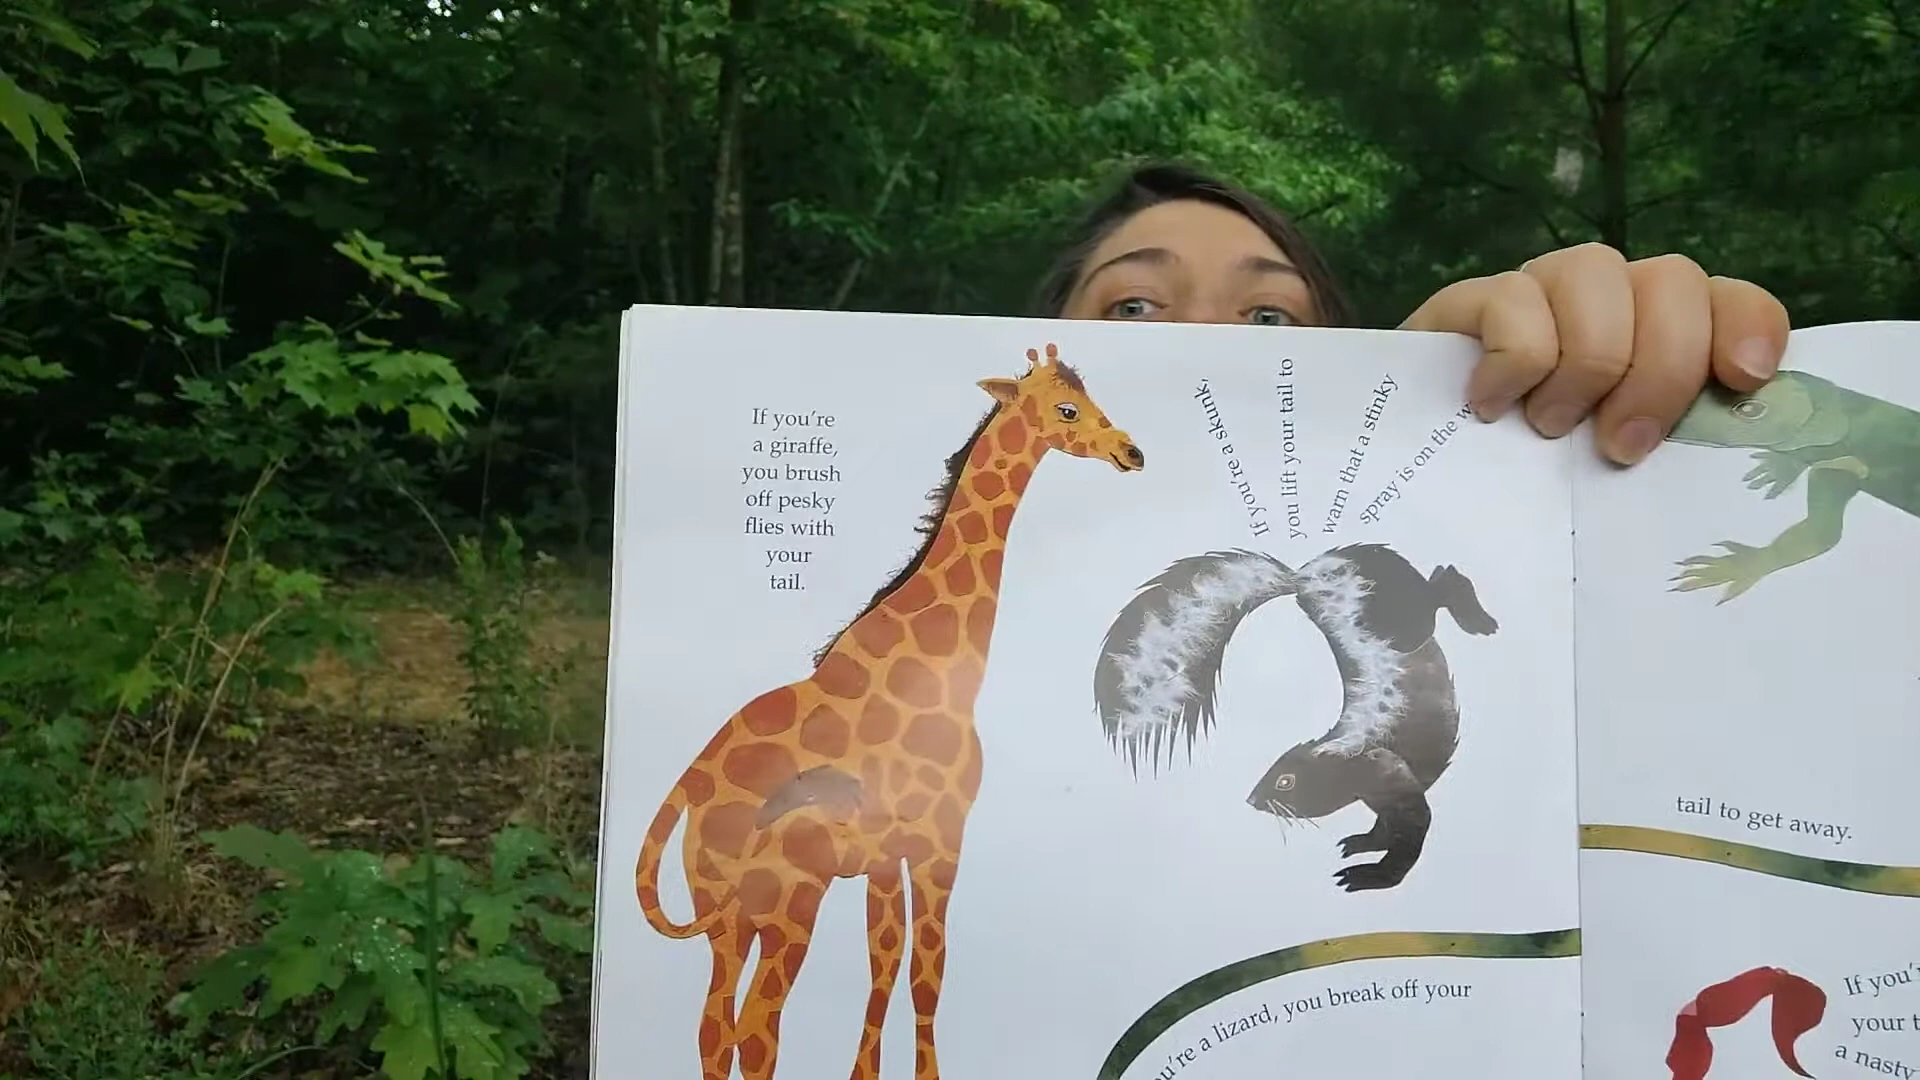 If you're
a giraffe,
you brush
off pesky
flies with
your
tail.
If you're a skunk,
you lift your tail to
warn that a stinky
spray is on the
a lizard, you break off your
tail to get away.
your
a nasty